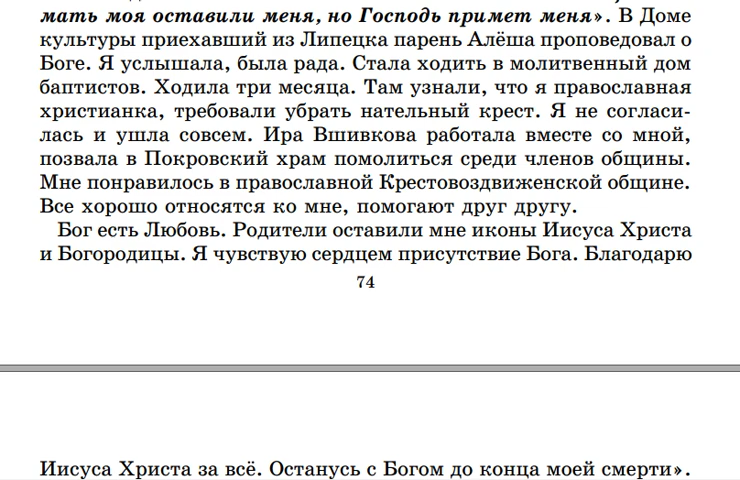 мать моя оставили меня, но Господь примет меня». В Доме
культуры приехавший из Липецка парень Алёша проповедовал о
Боге. Я услышала, была рада. Стала ходить в молитвенный дом
баптистов. Ходила три месяца. Там узнали, что я православная
христианка, требовали убрать нательный крест. Я не согласи-
лась и ушла совсем. Ира Вшивкова работала вместе со мной,
позвала в Покровский храм помолиться среди членов общины.
Мне понравилось в православной Крестовоздвиженской общине.
Все хорошо относятся ко мне, помогают друг другу.
Бог есть Любовь. Родители оставили мне иконы Иисуса Христа
и Богородицы. Я чувствую сердцем присутствие Бога. Благодарю
74
Иисуса Христа за всё. Останусь с Богом до конца моей смерти».